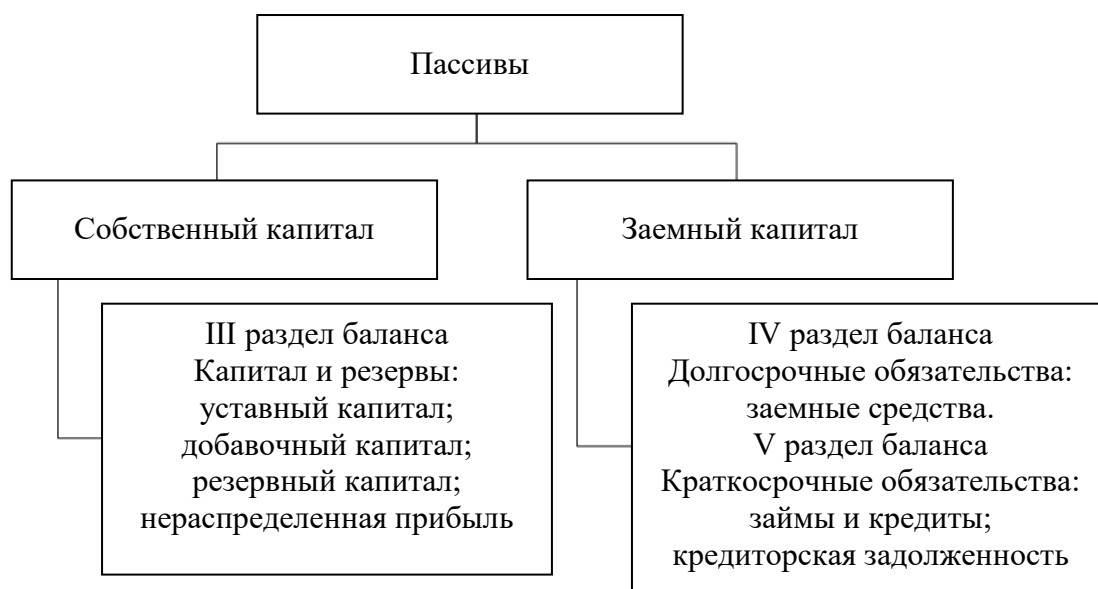 Пассивы
Собственный капитал
Заемный капитал
III раздел баланса
Капитал и резервы:
уставный капитал;
добавочный капитал;
резервный капитал;
нераспределенная прибыль
IV раздел баланса
Долгосрочные обязательства:
заемные средства.
V раздел баланса
Краткосрочные обязательства:
займы и кредиты;
кредиторская задолженность